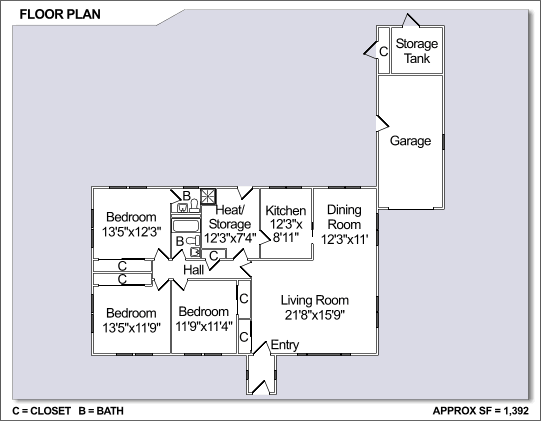 FLOOR PLAN
Storage
Tank
C
Garage
B
Heat/
Storage
12'3"x7'4"
Kitchen
12'3"x
8'11"
Dining
Room
12'3"x11'
Bedroom
13'5"x12'3"
B
C
C
Hall
C
Bedroom
13'5"x11'9"
Bedroom
11'9"x11'4"
C
C
Living Room
21'8"x15'9"
Entry
C = CLOSET B = BATH
APPROX SF = 1,392